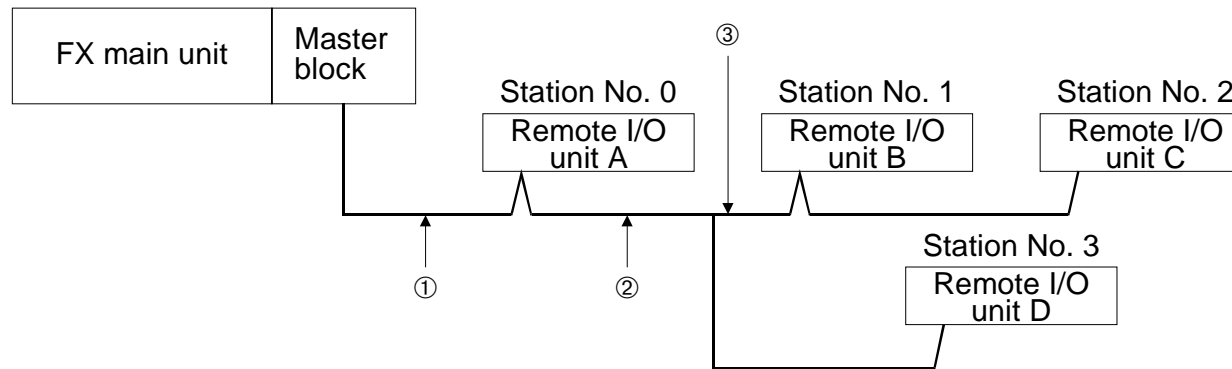 FX main unit
Master
block
③
Station No. 0
Remote I/O
unit A
Station No. 1
Remote I/O
unit B
Station No. 2
Remote I/O
unit C
①
②
Station No. 3
Remote I/O
unit D